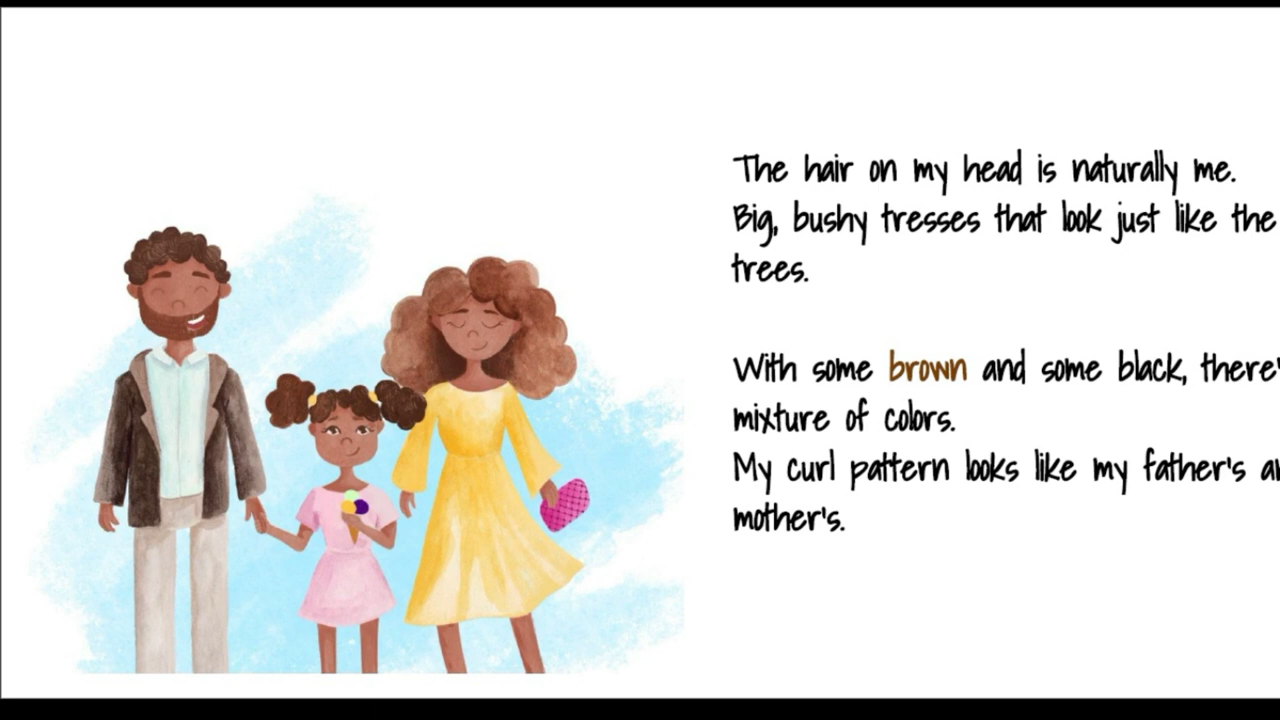 The hair on my head is naturally me.
Big, bushy tresses that look just like the
trees.
With some brown and some black, there'
mixture of colors.
My curl pattern looks like my father's a
mother's.